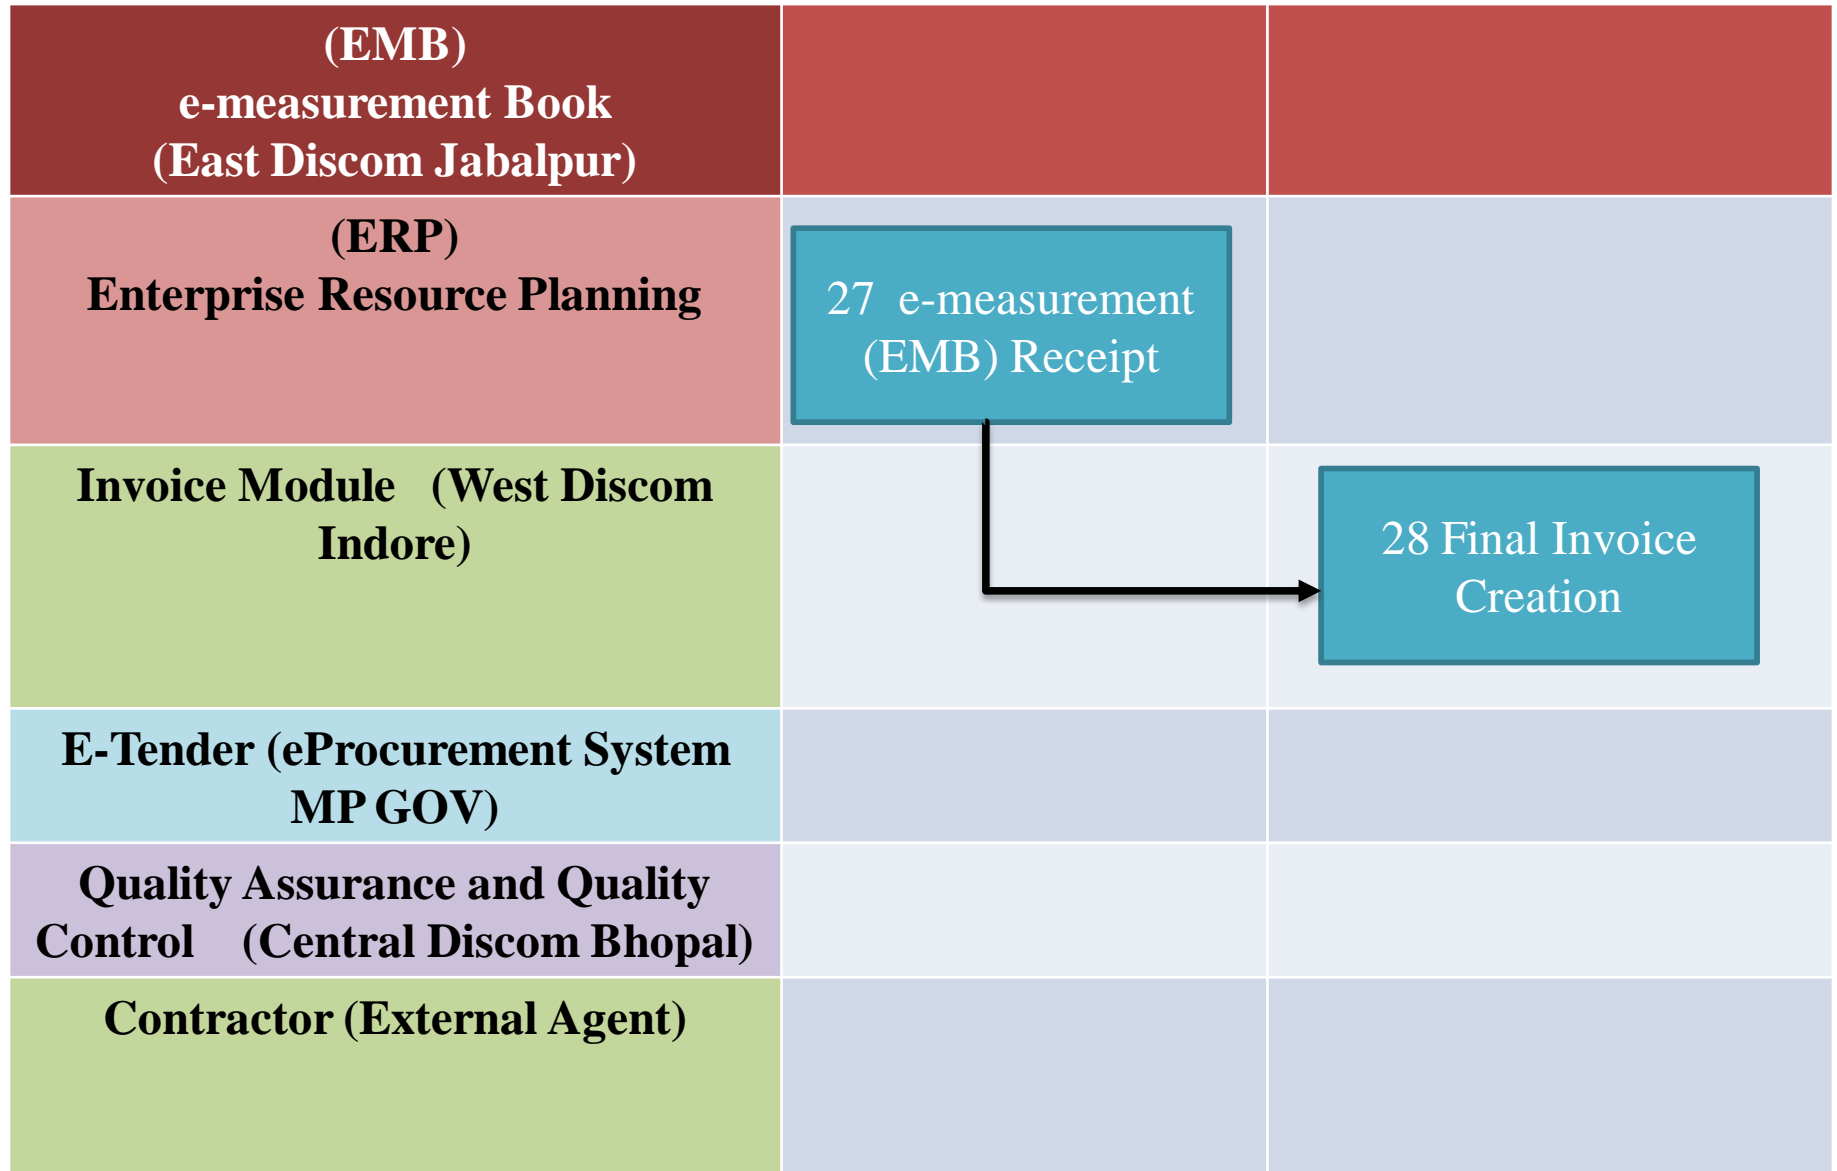 (EMB)
e-measurement Book
(East Discom Jabalpur)
(ERP)
Enterprise Resource Planning
27 e-measurement
(EMB) Receipt
Invoice Module (West Discom
Indore)
28 Final Invoice
Creation
E-Tender (eProcurement System
MP GOV)
Quality Assurance and Quality
Control (Central Discom Bhopal)
Contractor (External Agent)